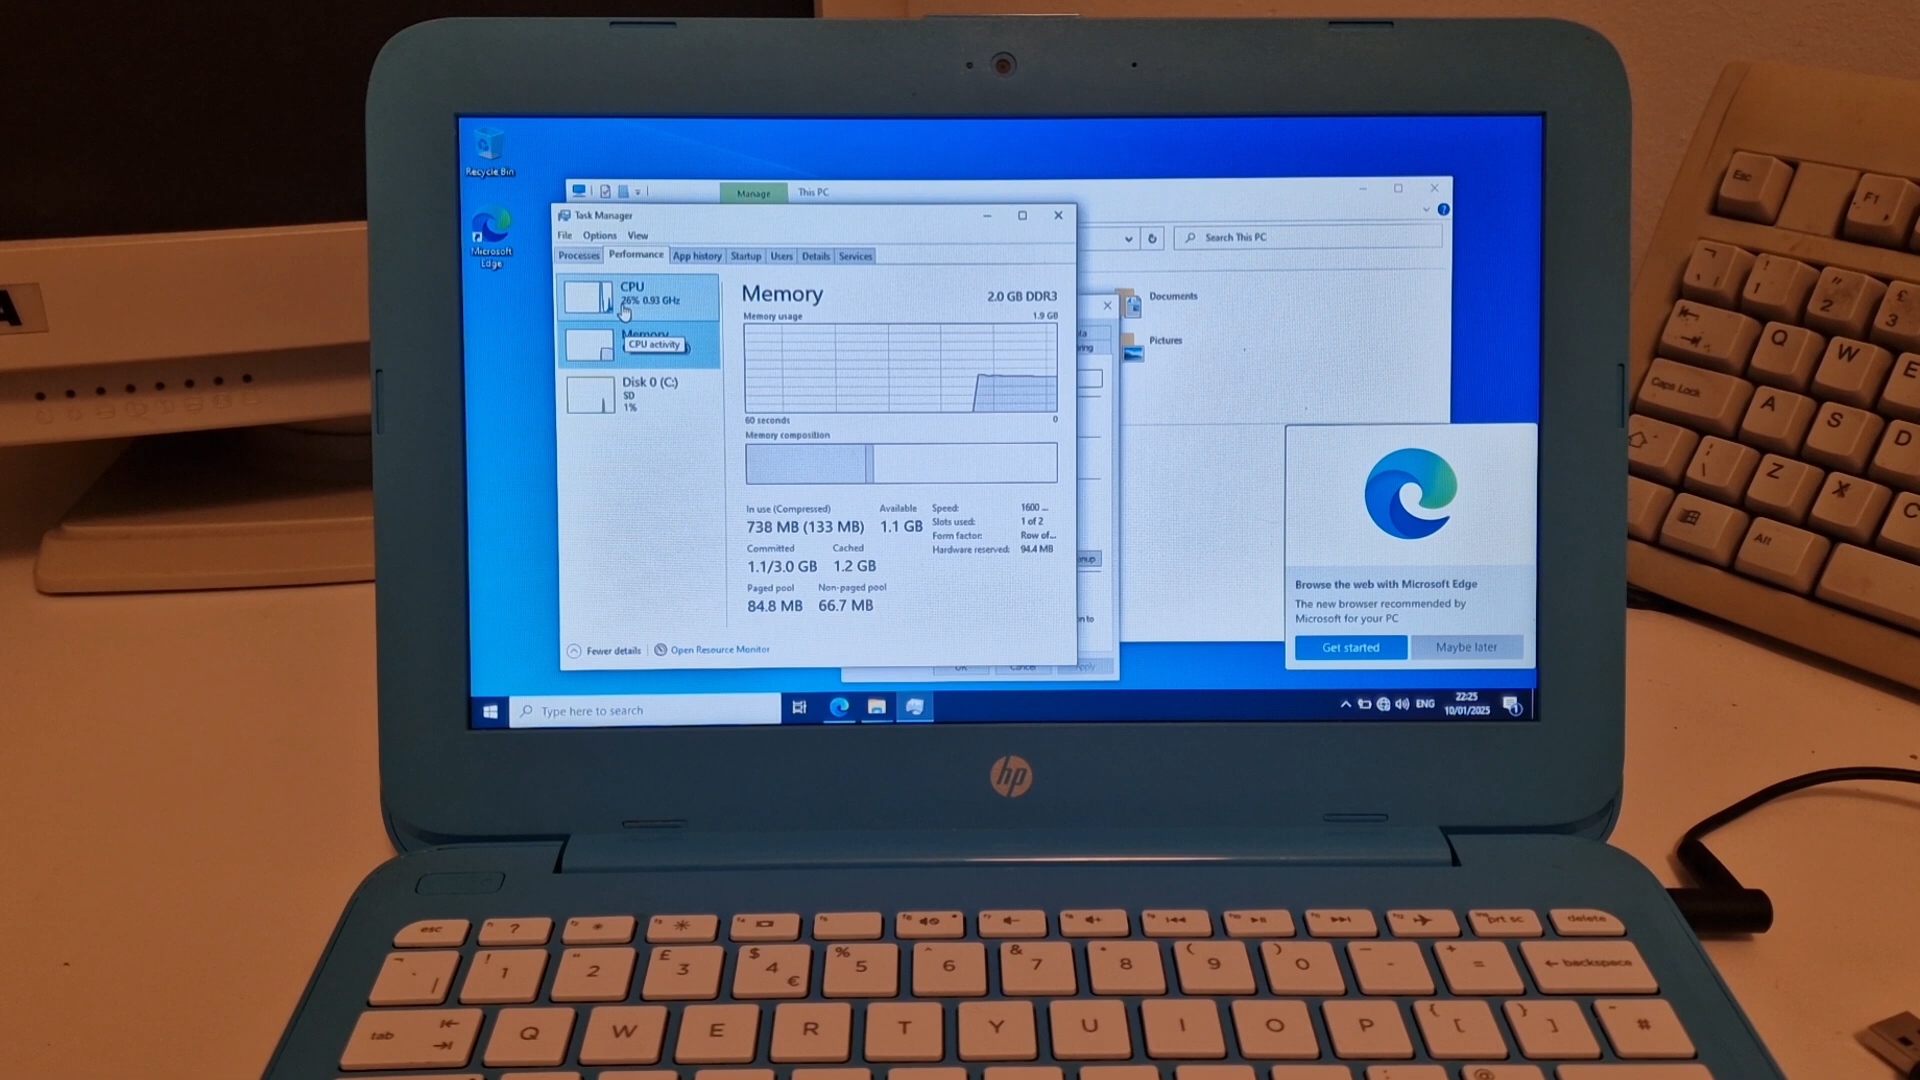 Recycle Bin
Microsoft
Edge
Manage
This PC
Search This PC
Documents
Pictures
Task Manager
File Options View
Processes Performance App history Startup Users Details Services
CPU
26% 0.93 GHz
Memory
CPU activity
Disk 0 (C:)
SD
1%
Memory
2.0 GB DDR3
Memory usage
1.9 GB
60 seconds
0
Memory composition
In use (Compressed)
738 MB (133 MB)
Available
1.1 GB
Committed
1.1/3.0 GB
Cached
1.2 GB
Paged pool
84.8 MB
Non-paged pool
66.7 MB
Speed: 1600 ...
Slots used: 1 of 2
Form factor: Row of...
Hardware reserved: 94.4 MB
Fewer details
Open Resource Monitor
Browse the web with Microsoft Edge
The new browser recommended by
Microsoft for your PC
Get started
Maybe later
Type here to search
ENG
22:25
10/01/2025
1
hp
esc ? prt sc delete
! 1 " 2 £ 3 $ 4 € % 5 ^ 6 & 7 * 8 ( 9 ) 0 - + = backspace
tab Q W E R T Y U I O P { [ } ] ~ #
@
A
Esc F1
! 1 " 2 £ 3
Q W E
Caps Lock A S D
| \ Z X C
Alt